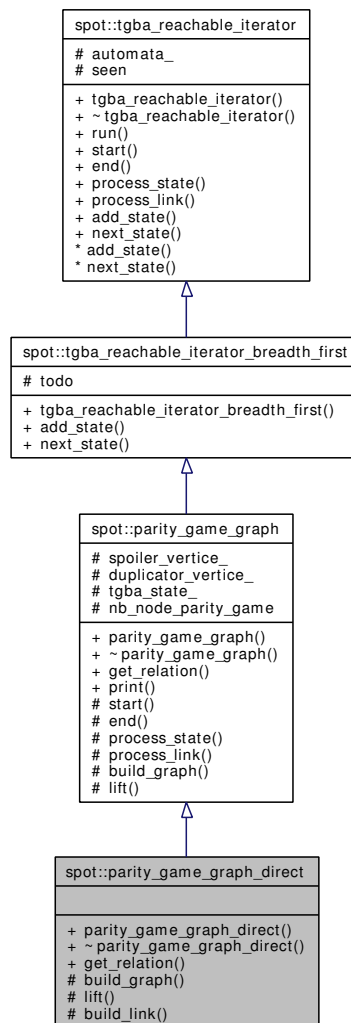 spot::tgba_reachable_iterator
# automata_
# seen
+ tgba_reachable_iterator()
+ ~tgba_reachable_iterator()
+ run()
+ start()
+ end()
+ process_state()
+ process_link()
+ add_state()
+ next_state()
* add_state()
* next_state()
spot::tgba_reachable_iterator_breadth_first
# todo
+ tgba_reachable_iterator_breadth_first()
+ add_state()
+ next_state()
spot::parity_game_graph
# spoiler_vertice_
# duplicator_vertice_
# tgba_state_
# nb_node_parity_game
+ parity_game_graph()
+ ~parity_game_graph()
+ get_relation()
+ print()
# start()
# end()
# process_state()
# process_link()
# build_graph()
# lift()
spot::parity_game_graph_direct
+ parity_game_graph_direct()
+ ~parity_game_graph_direct()
+ get_relation()
# build_graph()
# lift()
# build_link()